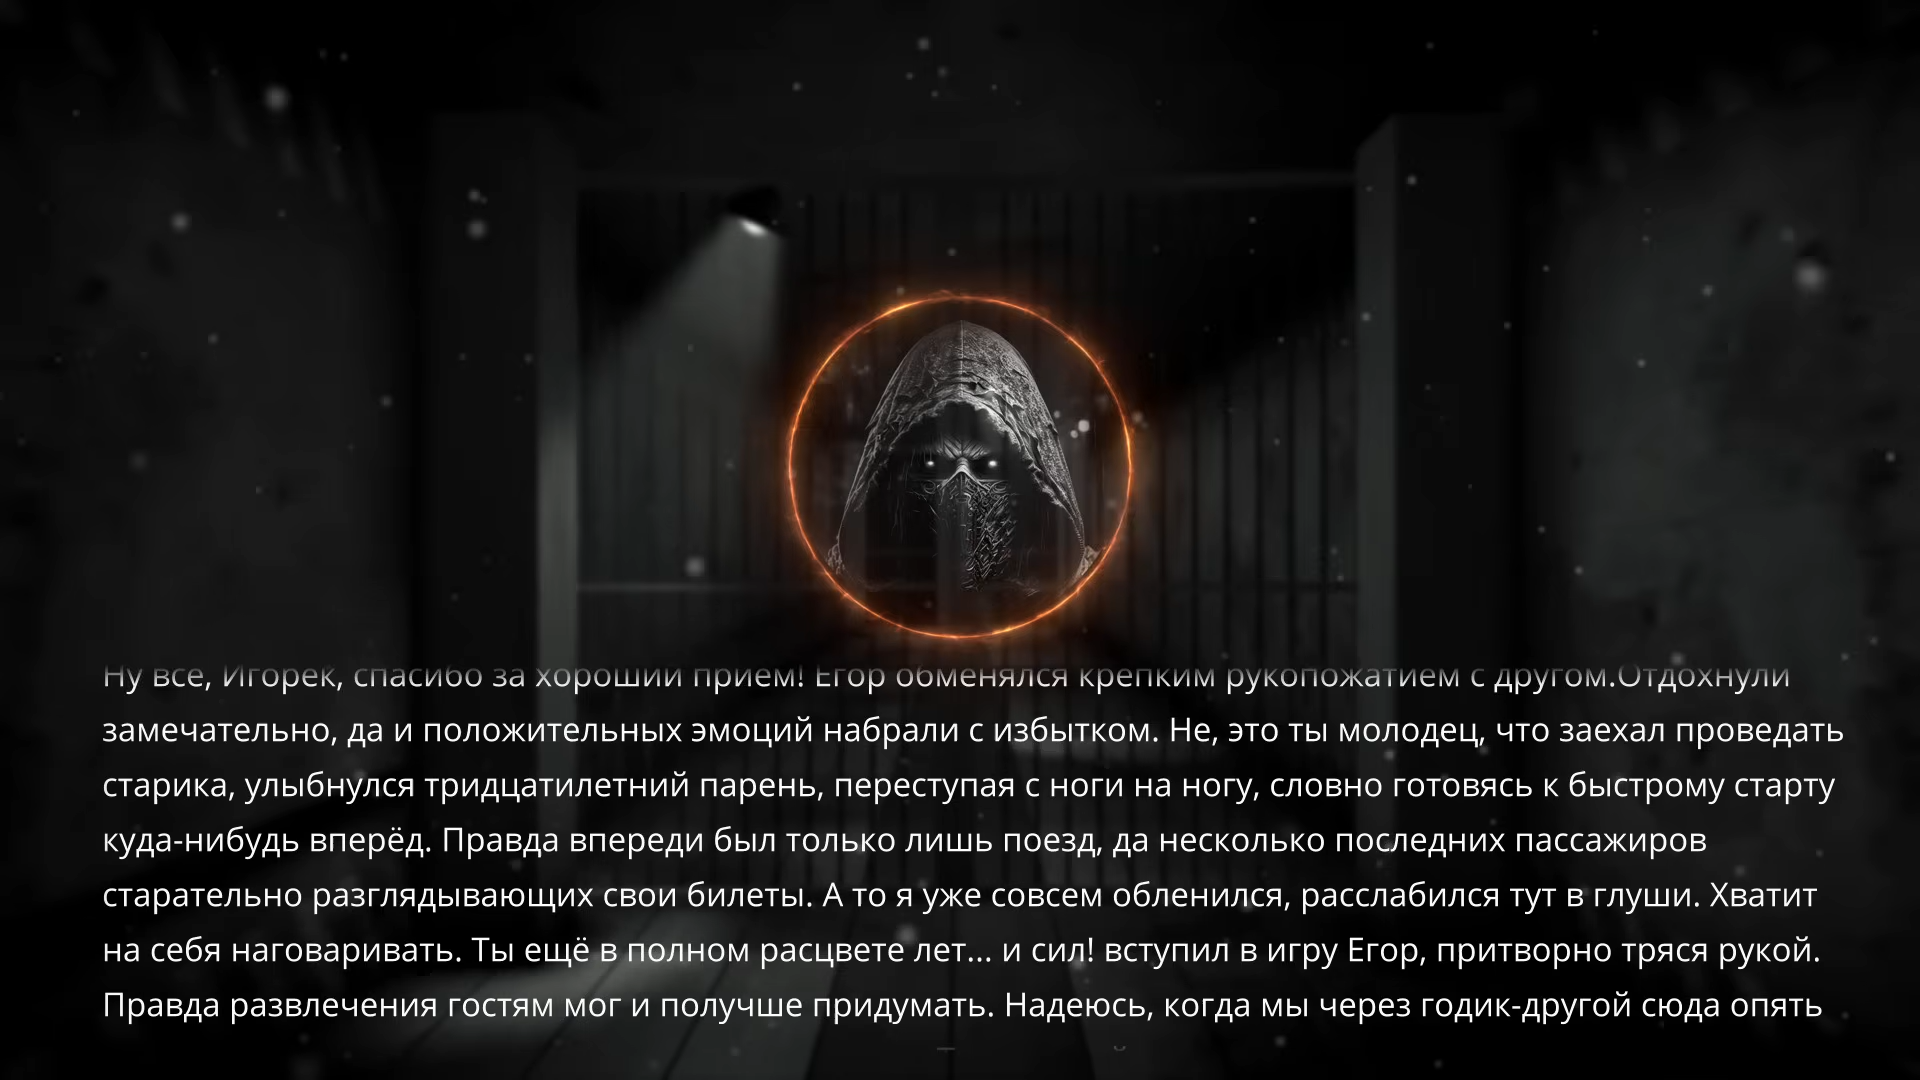 Ну все, Игорек, спасибо за хороший прием! Егор обменялся крепким рукопожатием с другом.Отдохнули
замечательно, да и положительных эмоций набрали с избытком. Не, это ты молодец, что заехал проведать
старика, улыбнулся тридцатилетний парень, переступая с ноги на ногу, словно готовясь к быстрому старту
куда-нибудь вперёд. Правда впереди был только лишь поезд, да несколько последних пассажиров
старательно разглядывающих свои билеты. А то я уже совсем обленился, расслабился тут в глуши. Хватит
на себя наговаривать. Ты ещё в полном расцвете лет... и сил! вступил в игру Егор, притворно тряся рукой.
Правда развлечения гостям мог и получше придумать. Надеюсь, когда мы через годик-другой сюда опять